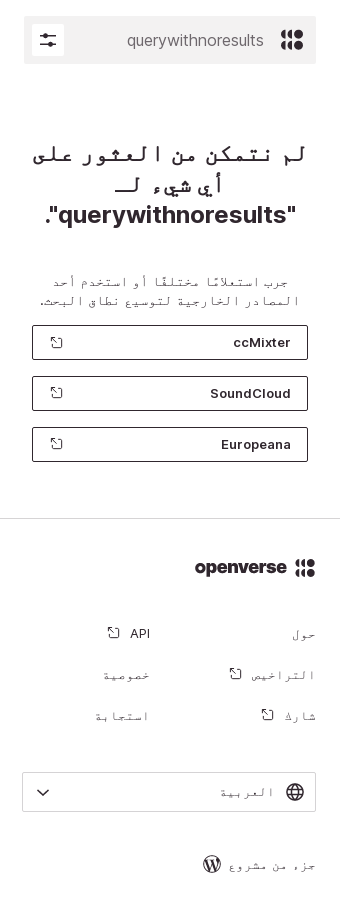 querywithnoresults
لم نتمكن من العثور على
أي شيء لـ
"querywithnoresults".
جرب استعلامًا مختلفًا أو استخدم أحد
المصادر الخارجية لتوسيع نطاق البحث.
ccMixter
SoundCloud
Europeana
openverse
حول
API
التراخيص
خصوصية
شارك
استجابة
العربية
جزء من مشروع